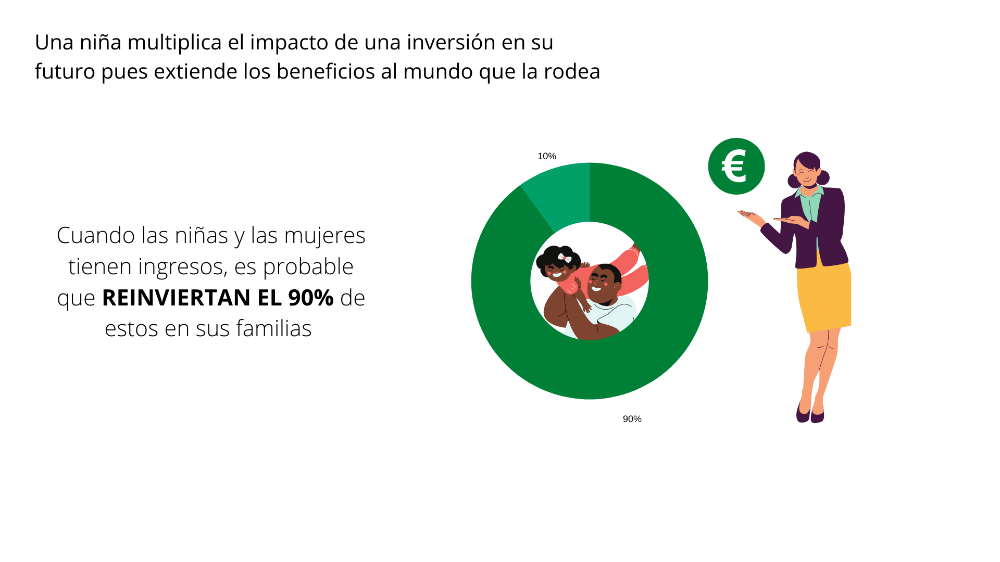 Una niña multiplica el impacto de una inversión en su
futuro pues extiende los beneficios al mundo que la rodea
Cuando las niñas y las mujeres
tienen ingresos, es probable
que REINVIERTAN EL 90% de
estos en sus familias
10%
€
90%